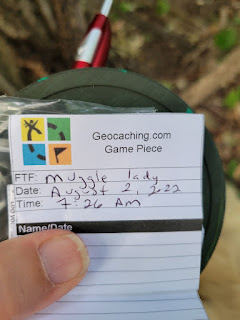 Geocaching.com
Game Piece
FTF: muggle lady
Date: August 2, 2022
Time: 7:26 AM
Name/Date